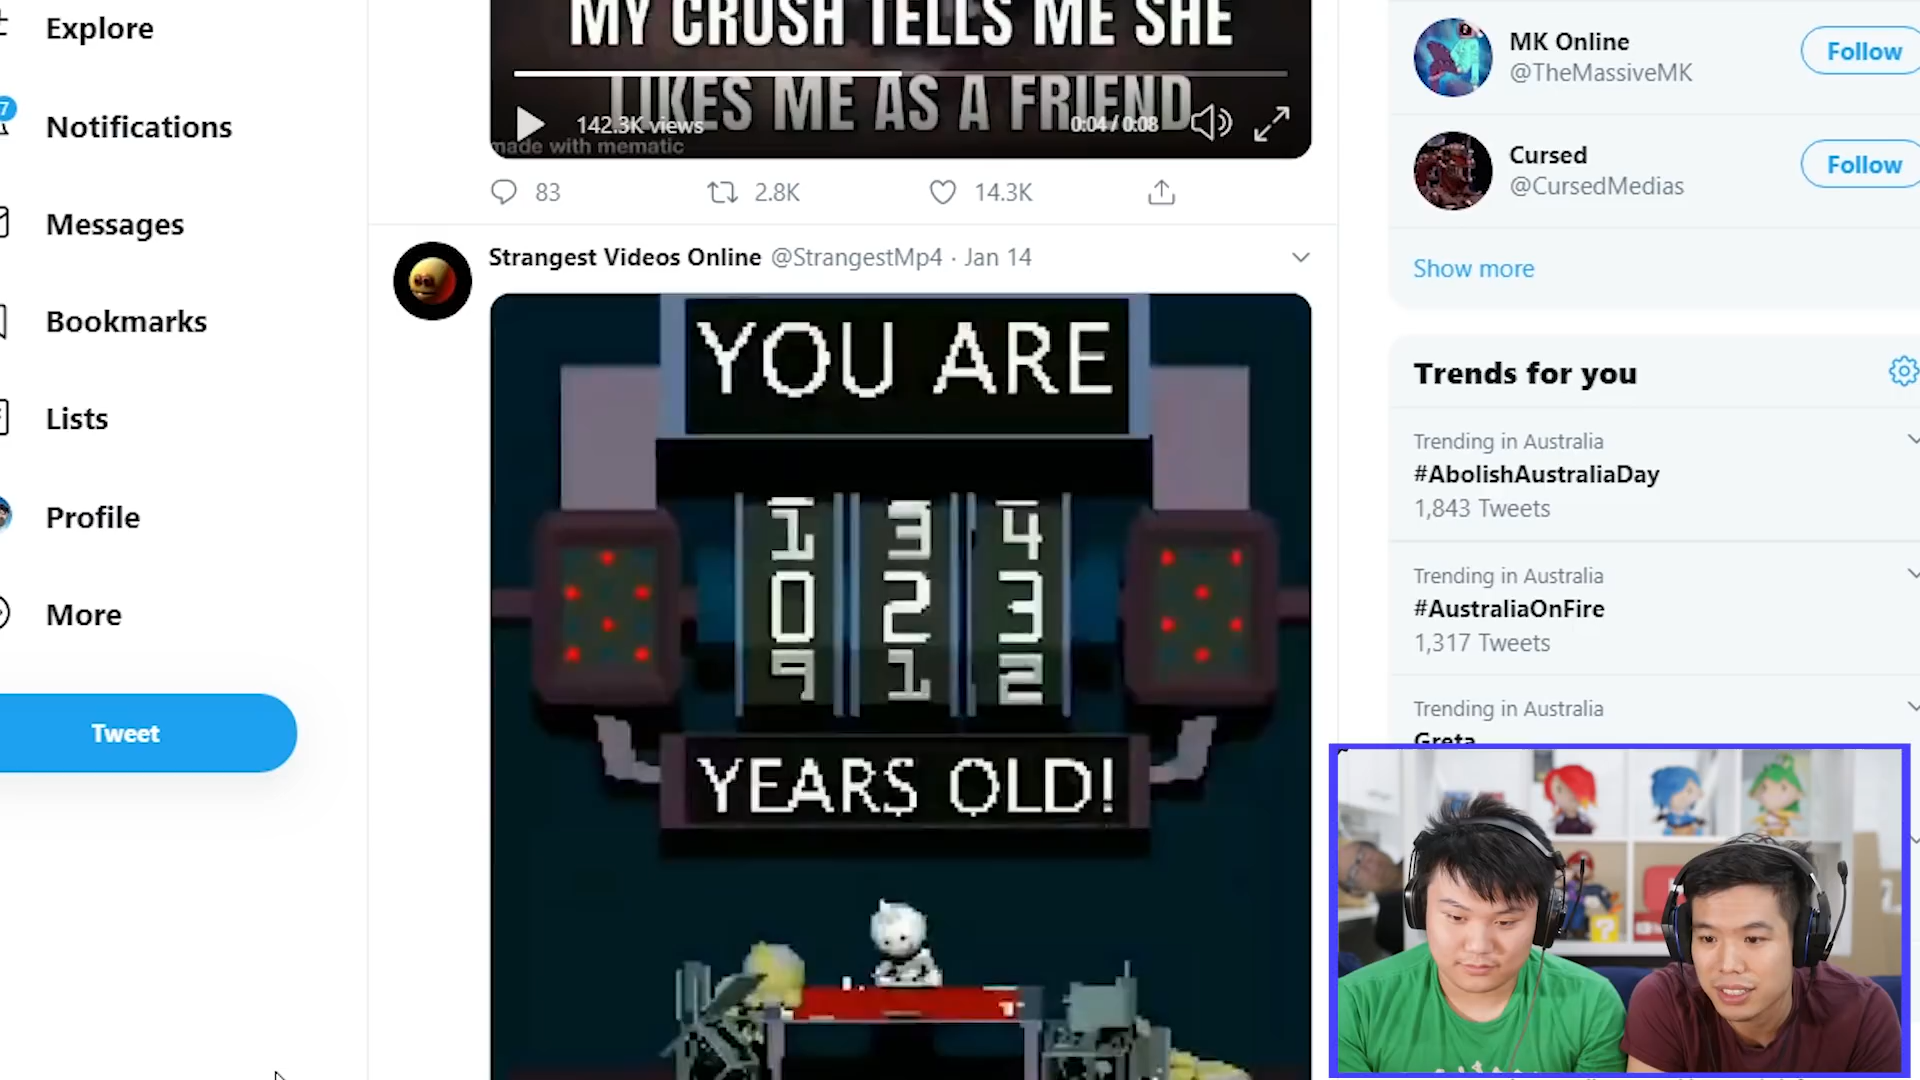 Explore
7
Notifications
Messages
Bookmarks
Lists
Profile
More
Tweet
MY CRUSH TELLS ME SHE
LIKES ME AS A FRIEND
142.3K views
0:04 / 0:08
made with mematic
83
2.8K
14.3K
Strangest Videos Online @StrangestMp4 · Jan 14
YOU ARE
1 3 4
0 2 3
9 1 2
YEARS OLD!
MK Online
@TheMassiveMK
Follow
Cursed
@CursedMedias
Follow
Show more
Trends for you
Trending in Australia
#AbolishAustraliaDay
1,843 Tweets
Trending in Australia
#AustraliaOnFire
1,317 Tweets
Trending in Australia
Greta